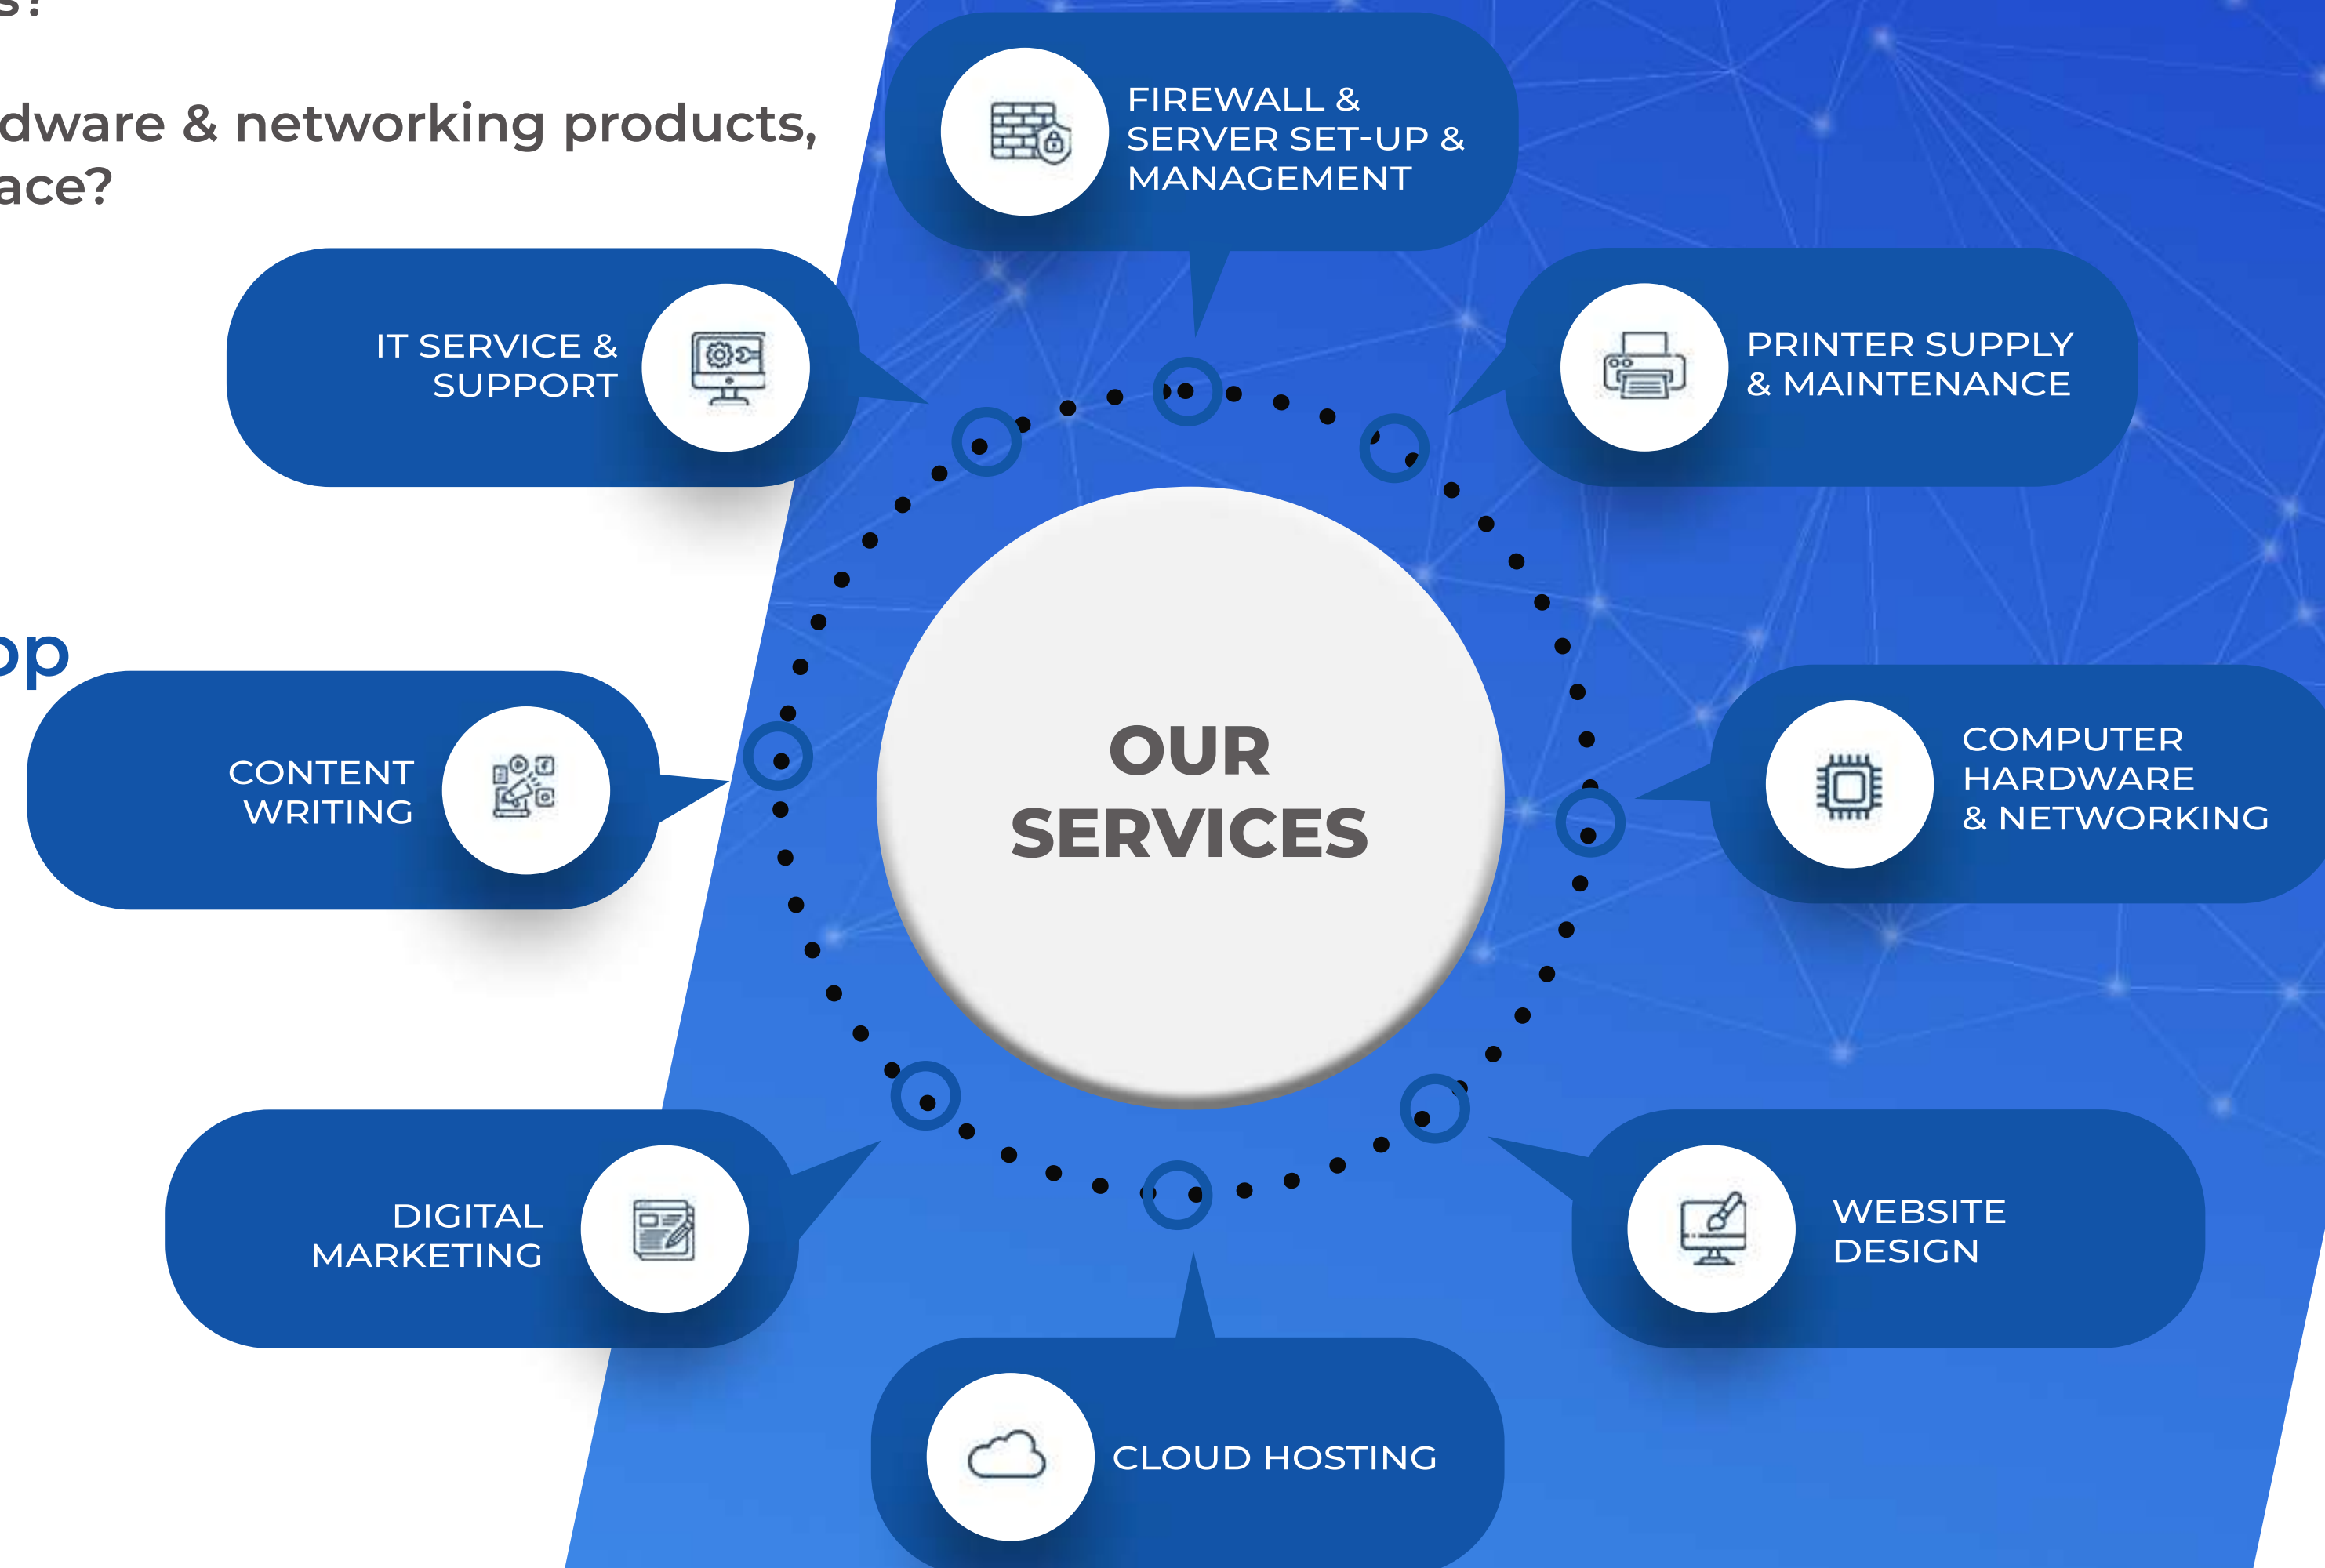 s?
dware & networking products,
ace?
FIREWALL &
SERVER SET-UP &
MANAGEMENT
IT SERVICE &
SUPPORT
PRINTER SUPPLY
& MAINTENANCE
op
CONTENT
WRITING
OUR
SERVICES
COMPUTER
HARDWARE
& NETWORKING
DIGITAL
MARKETING
WEBSITE
DESIGN
CLOUD HOSTING